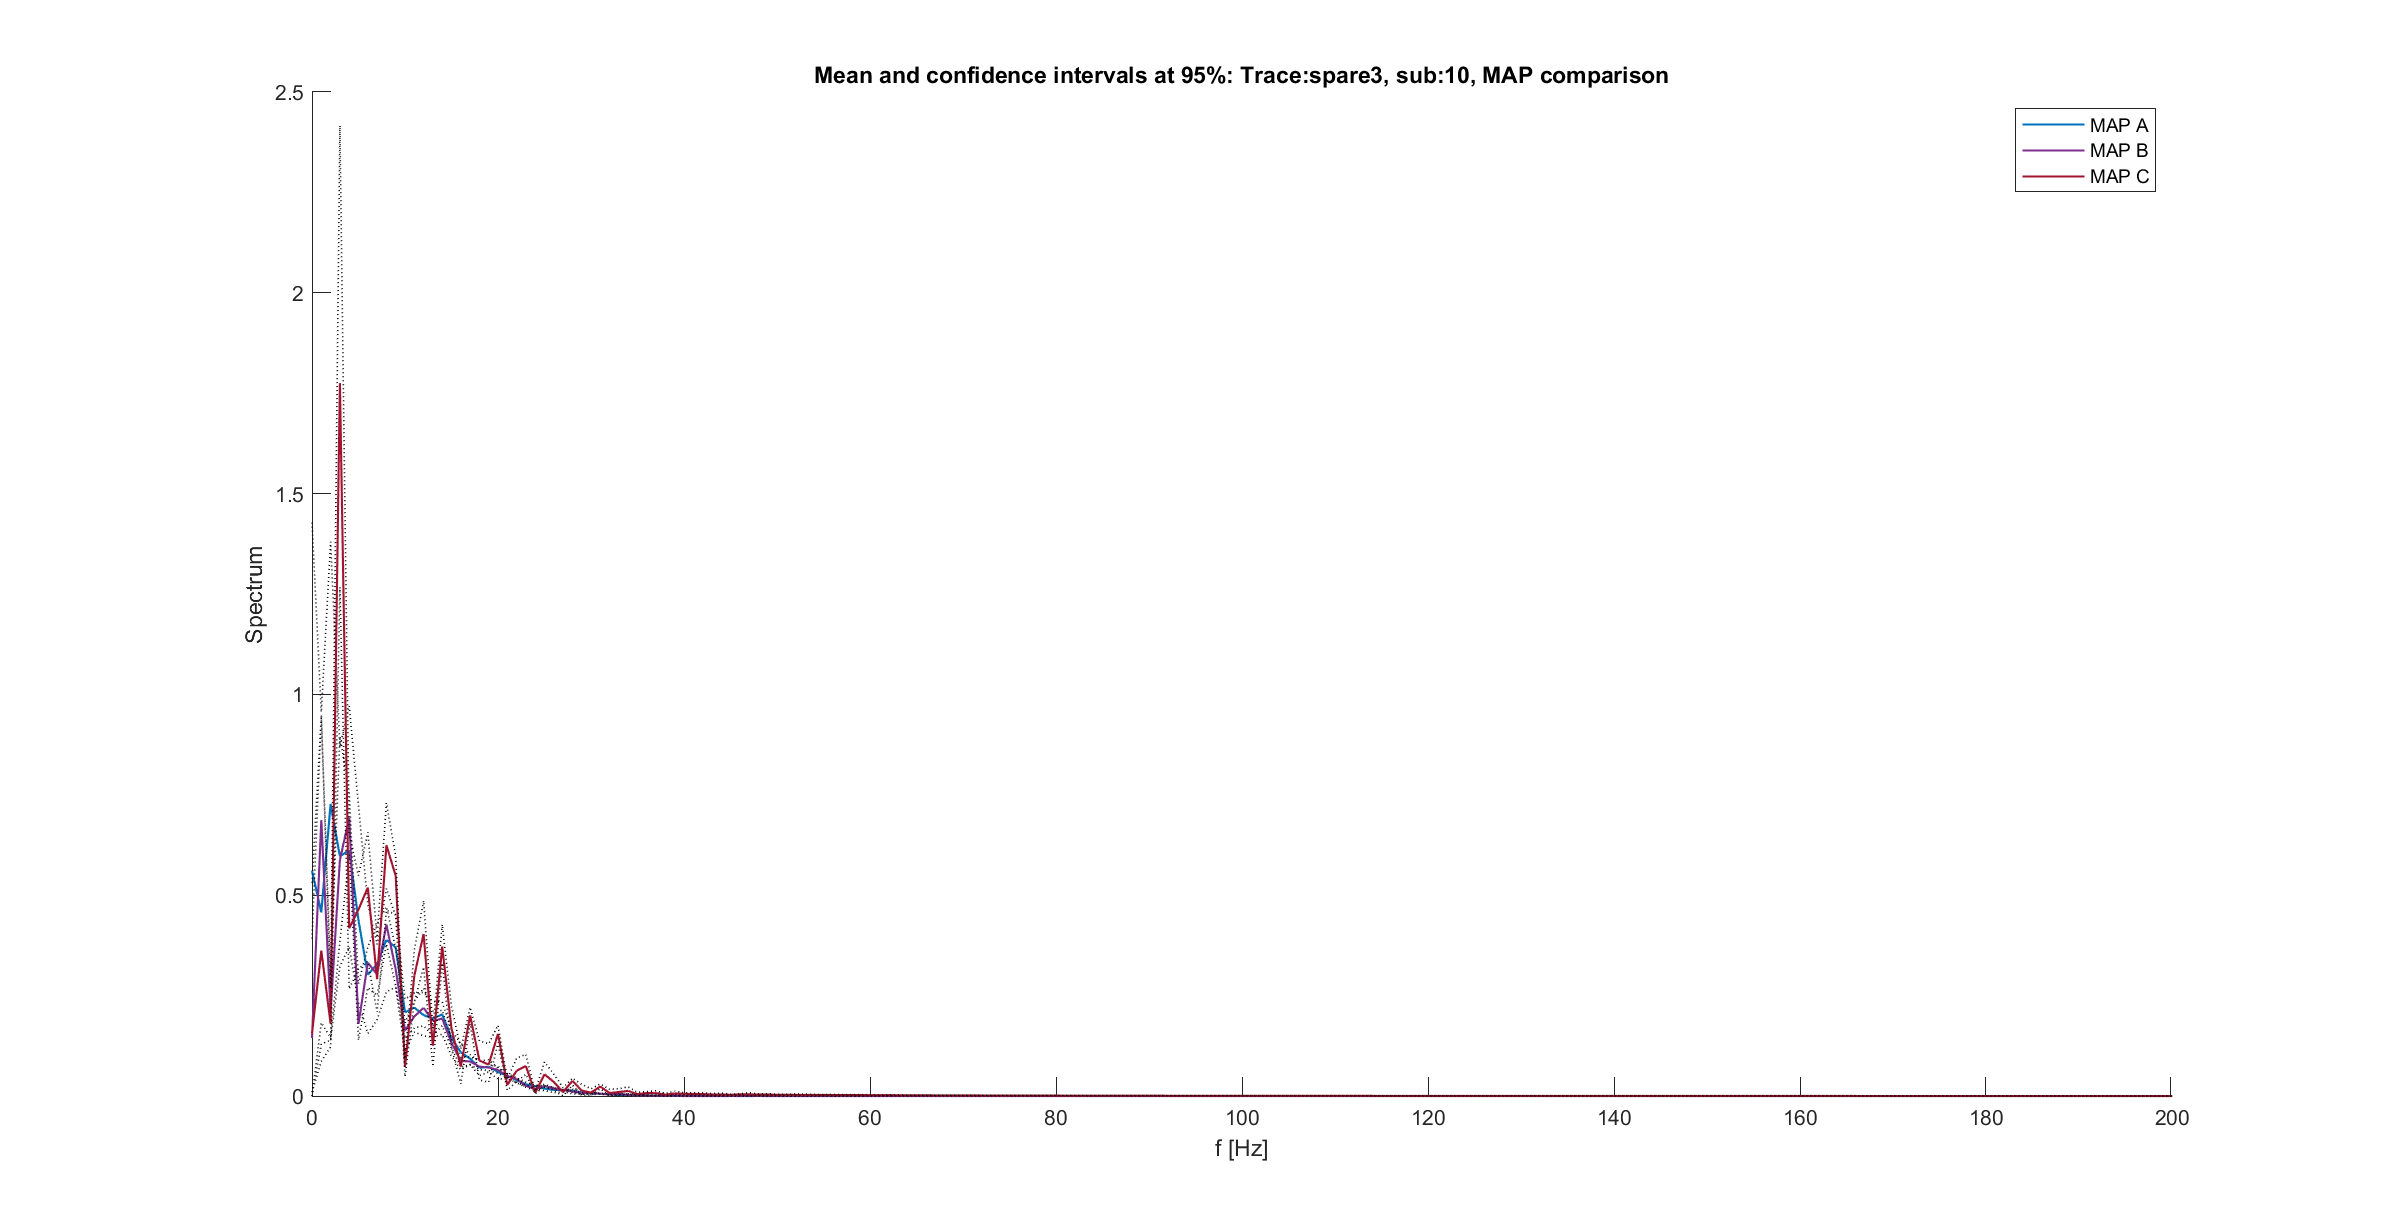 Mean and confidence intervals at 95%: Trace:spare3, sub:10, MAP comparison
MAP A
MAP B
MAP C
2.5
2
1.5
1
0.5
0
Spectrum
0 20 40 60 80 100 120 140 160 180 200
f [Hz]